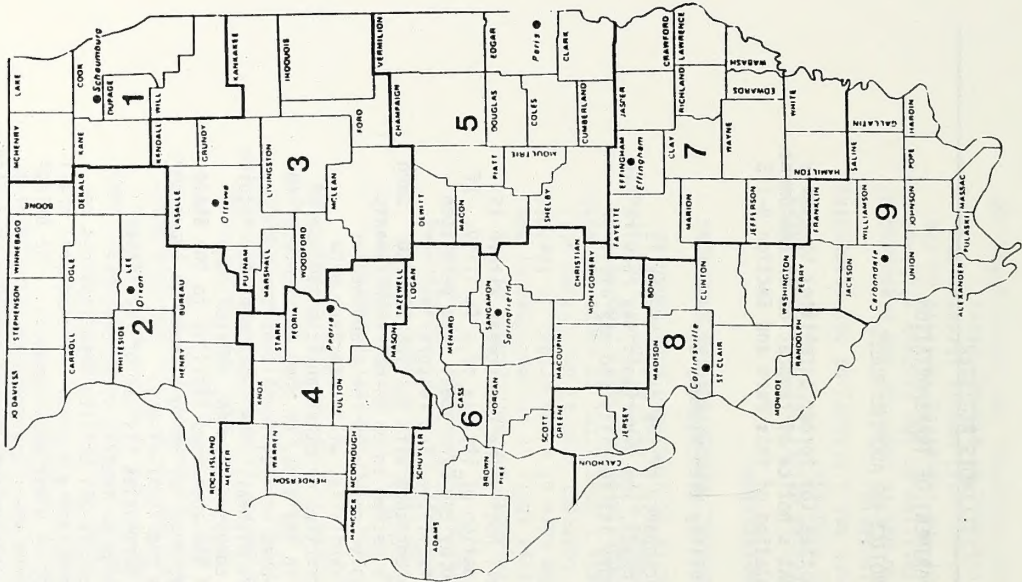 JO DAVIESS
STEPHENSON
WINNEBAGO
BOONE
MCHENRY
LAKE
CARROLL
OGLE
DEKALB
KANE
COOK
Schaumburg
DUPAGE
1
WHITESIDE
LEE
Dixon
2
KENDALL
WILL
ROCK ISLAND
HENRY
BUREAU
LASALLE
Ottawa
GRUNDY
KANKAKEE
MERCER
PUTNAM
3
KNOX
STARK
MARSHALL
LIVINGSTON
IROQUOIS
WARREN
HENDERSON
PEORIA
Peoria
WOODFORD
4
FULTON
MCLEAN
FORD
HANCOCK
MCDONOUGH
TAZEWELL
MASON
LOGAN
DEWITT
CHAMPAIGN
VERMILION
SCHUYLER
ADAMS
BROWN
CASS
MENARD
MACON
PIATT
5
6
SANGAMON
Springfield
MORGAN
DOUGLAS
EDGAR
PIKE
SCOTT
CHRISTIAN
SHELBY
MOULTRIE
COLES
Paris
CLARK
GREENE
MACOUPIN
MONTGOMERY
CUMBERLAND
CALHOUN
JERSEY
FAYETTE
EFFINGHAM
Effingham
JASPER
CRAWFORD
MADISON
BOND
8
Collinsville
CLINTON
MARION
CLAY
7
RICHLAND
LAWRENCE
ST CLAIR
WABASH
EDWARDS
WAYNE
MONROE
WASHINGTON
JEFFERSON
RANDOLPH
PERRY
WHITE
HAMILTON
FRANKLIN
JACKSON
WILLIAMSON
SALINE
GALLATIN
Carbondale
9
UNION
JOHNSON
POPE
HARDIN
ALEXANDER
PULASKI
MASSAC